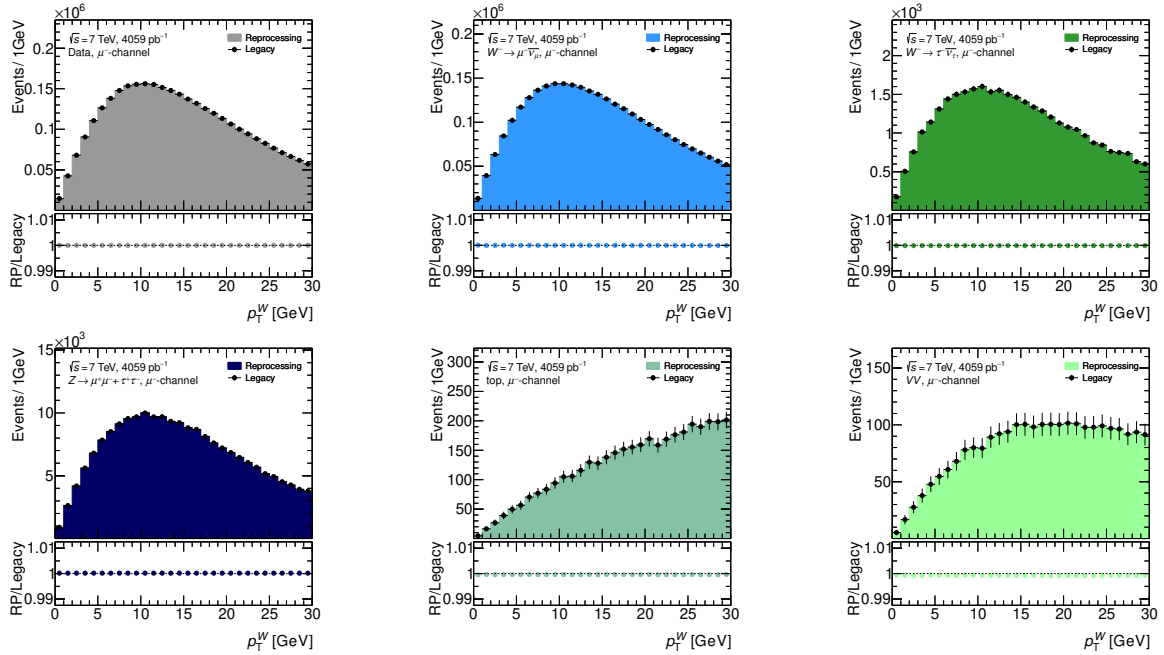 ×10⁶
Events/ 1GeV
√s = 7 TeV, 4059 pb⁻¹
Data, μ⁻-channel
Reprocessing
Legacy
0.2
0.15
0.1
0.05
RP/Legacy
1.01
1
0.99
0 5 10 15 20 25 30
p_T^W [GeV]
×10⁶
Events/ 1GeV
√s = 7 TeV, 4059 pb⁻¹
W⁻→ μ⁻ν̅_μ, μ⁻-channel
Reprocessing
Legacy
0.2
0.15
0.1
0.05
RP/Legacy
1.01
1
0.99
0 5 10 15 20 25 30
p_T^W [GeV]
×10³
Events/ 1GeV
√s = 7 TeV, 4059 pb⁻¹
W⁻→ τ⁻ν̅_τ, μ⁻-channel
Reprocessing
Legacy
2
1.5
1
0.5
RP/Legacy
1.01
1
0.99
0 5 10 15 20 25 30
p_T^W [GeV]
×10³
Events/ 1GeV
√s = 7 TeV, 4059 pb⁻¹
Z→ μ⁺μ⁻+ τ⁺τ⁻, μ⁻-channel
Reprocessing
Legacy
15
10
5
RP/Legacy
1.01
1
0.99
0 5 10 15 20 25 30
p_T^W [GeV]
Events/ 1GeV
√s = 7 TeV, 4059 pb⁻¹
top, μ⁻-channel
Reprocessing
Legacy
300
250
200
150
100
50
RP/Legacy
1.01
1
0.99
0 5 10 15 20 25 30
p_T^W [GeV]
Events/ 1GeV
√s = 7 TeV, 4059 pb⁻¹
VV, μ⁻-channel
Reprocessing
Legacy
150
100
50
RP/Legacy
1.01
1
0.99
0 5 10 15 20 25 30
p_T^W [GeV]